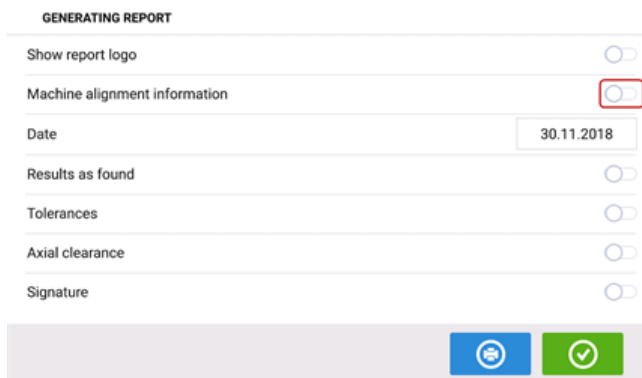 GENERATING REPORT
Show report logo
Machine alignment information
Date 30.11.2018
Results as found
Tolerances
Axial clearance
Signature